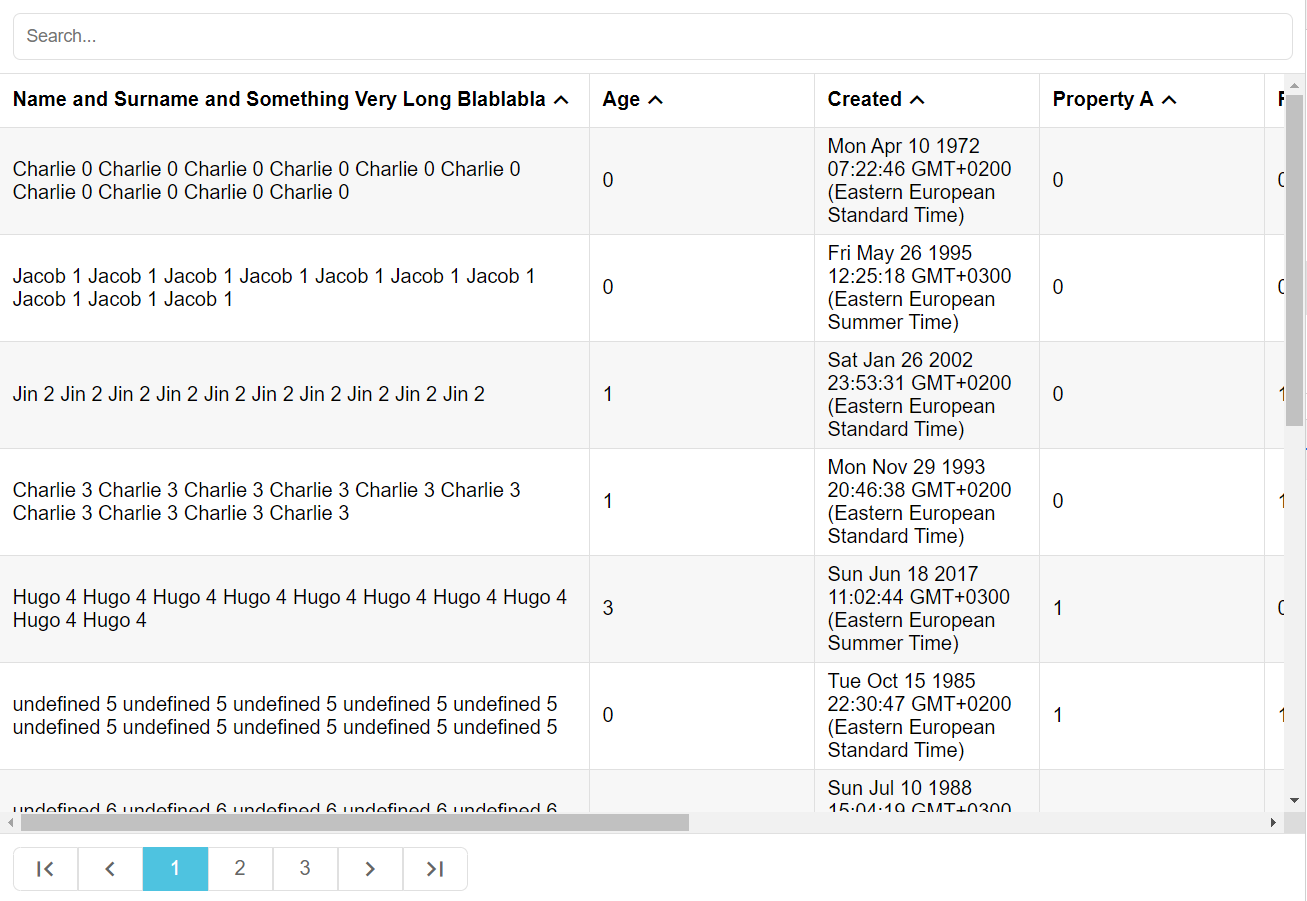 Search...
Name and Surname and Something Very Long Blablabla
Age
Created
Property A
Charlie 0 Charlie 0 Charlie 0 Charlie 0 Charlie 0 Charlie 0
Charlie 0 Charlie 0 Charlie 0 Charlie 0
0
Mon Apr 10 1972
07:22:46 GMT+0200
(Eastern European
Standard Time)
0
Jacob 1 Jacob 1 Jacob 1 Jacob 1 Jacob 1 Jacob 1 Jacob 1
Jacob 1 Jacob 1 Jacob 1
0
Fri May 26 1995
12:25:18 GMT+0300
(Eastern European
Summer Time)
0
Jin 2 Jin 2 Jin 2 Jin 2 Jin 2 Jin 2 Jin 2 Jin 2 Jin 2 Jin 2
1
Sat Jan 26 2002
23:53:31 GMT+0200
(Eastern European
Standard Time)
0
Charlie 3 Charlie 3 Charlie 3 Charlie 3 Charlie 3 Charlie 3
Charlie 3 Charlie 3 Charlie 3 Charlie 3
1
Mon Nov 29 1993
20:46:38 GMT+0200
(Eastern European
Standard Time)
0
Hugo 4 Hugo 4 Hugo 4 Hugo 4 Hugo 4 Hugo 4 Hugo 4 Hugo 4
Hugo 4 Hugo 4
3
Sun Jun 18 2017
11:02:44 GMT+0300
(Eastern European
Summer Time)
1
undefined 5 undefined 5 undefined 5 undefined 5 undefined 5
undefined 5 undefined 5 undefined 5 undefined 5 undefined 5
0
Tue Oct 15 1985
22:30:47 GMT+0200
(Eastern European
Standard Time)
1
undefined 6 undefined 6 undefined 6 undefined 6 undefined 6
Sun Jul 10 1988
15:04:19 GMT+0300
1
2
3